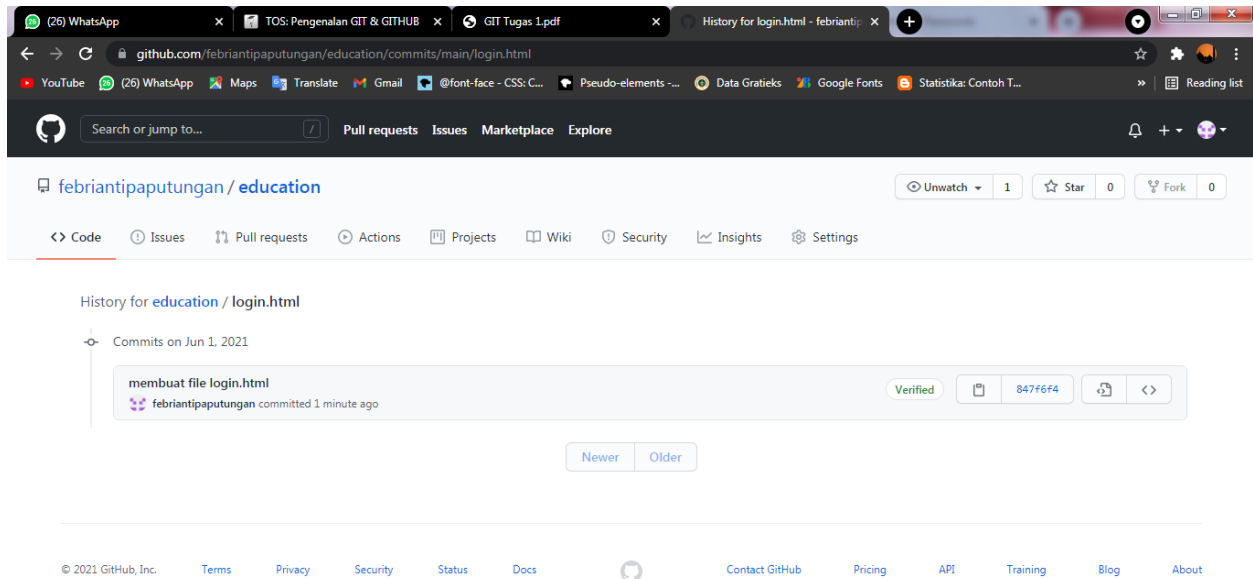 (26) WhatsApp
TOS: Pengenalan GIT & GITHUB
GIT Tugas 1.pdf
History for login.html - febriantip
github.com/febriantipaputungan/education/commits/main/login.html
YouTube (26) WhatsApp Maps Translate Gmail @font-face - CSS: C... Pseudo-elements -... Data Gratieks Google Fonts Statistika: Contoh T... » Reading list
Search or jump to... / Pull requests Issues Marketplace Explore
febriantipaputungan / education Unwatch 1 Star 0 Fork 0
<> Code Issues Pull requests Actions Projects Wiki Security Insights Settings
History for education / login.html
Commits on Jun 1, 2021
membuat file login.html
Verified 847f6f4 <>
febriantipaputungan committed 1 minute ago
Newer Older
© 2021 GitHub, Inc. Terms Privacy Security Status Docs Contact GitHub Pricing API Training Blog About